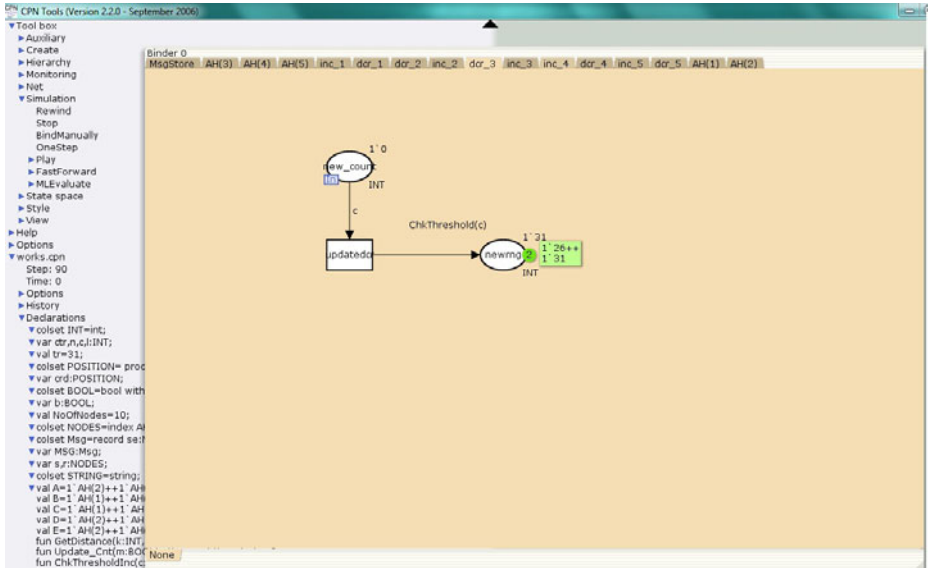 CPN Tools (Version 2.2.0 - September 2006)
Tool box
Auxiliary
Create
Hierarchy
Monitoring
Net
Simulation
Rewind
Stop
BindManually
OneStep
Play
FastForward
MLEvaluate
State space
Style
View
Help
Options
works.cpn
Step: 90
Time: 0
Options
History
Declarations
colset INT=int;
var ctr,n,c,l:INT;
val tr=31;
colset POSITION= proc
var crd:POSITION;
colset BOOL=bool with
var b:BOOL;
val NoOfNodes=10;
colset NODES=index A
colset Msg=record se:
var MSG:Msg;
var s,r:NODES;
colset STRING=string;
val A=1`AH(2)++1`AH
val B=1`AH(1)++1`AH
val C=1`AH(1)++1`AH
val D=1`AH(2)++1`AH
val E=1`AH(2)++1`AH
fun GetDistance(k:INT,
fun Update_Cnt(m:BO
fun ChkThresholdInc(c
Binder 0
MsgStore AH(3) AH(4) AH(5) inc_1 dcr_1 dcr_2 inc_2 dcr_3 inc_3 inc_4 dcr_4 inc_5 dcr_5 AH(1) AH(2)
1`0
new_count
In
INT
c
ChkThreshold(c)
updatedcr
1`31
newrng
2
1`26++
1`31
INT
None